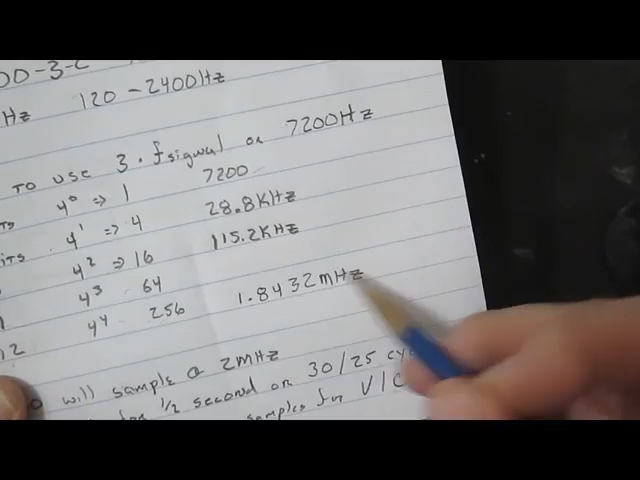 00-3-C
Hz 120-2400Hz
TO USE 3 · fsignal or 7200Hz
4⁰ => 1 7200
4¹ => 4 28.8KHz
4² => 16 115.2KHz
4³ 64
12 4⁴ 256 1.8432mHz
will sample @ 2mHz
1/2 second on 30/25
samples for V/C